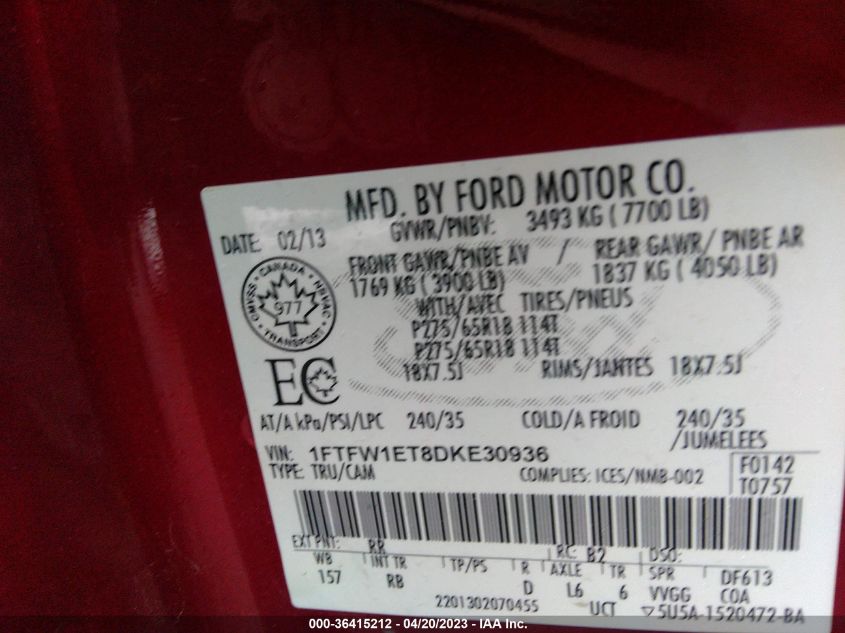 MFD. BY FORD MOTOR CO.
DATE: 02/13
GVWR/PNBV: 3493 KG ( 7700 LB)
FRONT GAWR/PNBE AV / REAR GAWR/ PNBE AR
1769 KG ( 3900 LB) 1837 KG ( 4050 LB)
WITH/AVEC TIRES/PNEUS
P275/65R18 114T
P275/65R18 114T
18X7.5J RIMS/JANTES 18X7.5J
CANADA
CMVSS NSVAC
977
TRANSPORT
EC
AT/A kPa/PSI/LPC 240/35 COLD/A FROID 240/35
/JUMELEES
VIN: 1FTFW1ET8DKE30936
TYPE: TRU/CAM COMPLIES: ICES/NMB-002
F0142
T0757
EXT PNT: RR RC: B2 DSO:
WB INT TR TP/PS R AXLE TR SPR DF613
157 RB D L6 6 VVGG COA
2201302070455 UCT ▽5U5A-1520472-BA
000-36415212 - 04/20/2023 - IAA Inc.